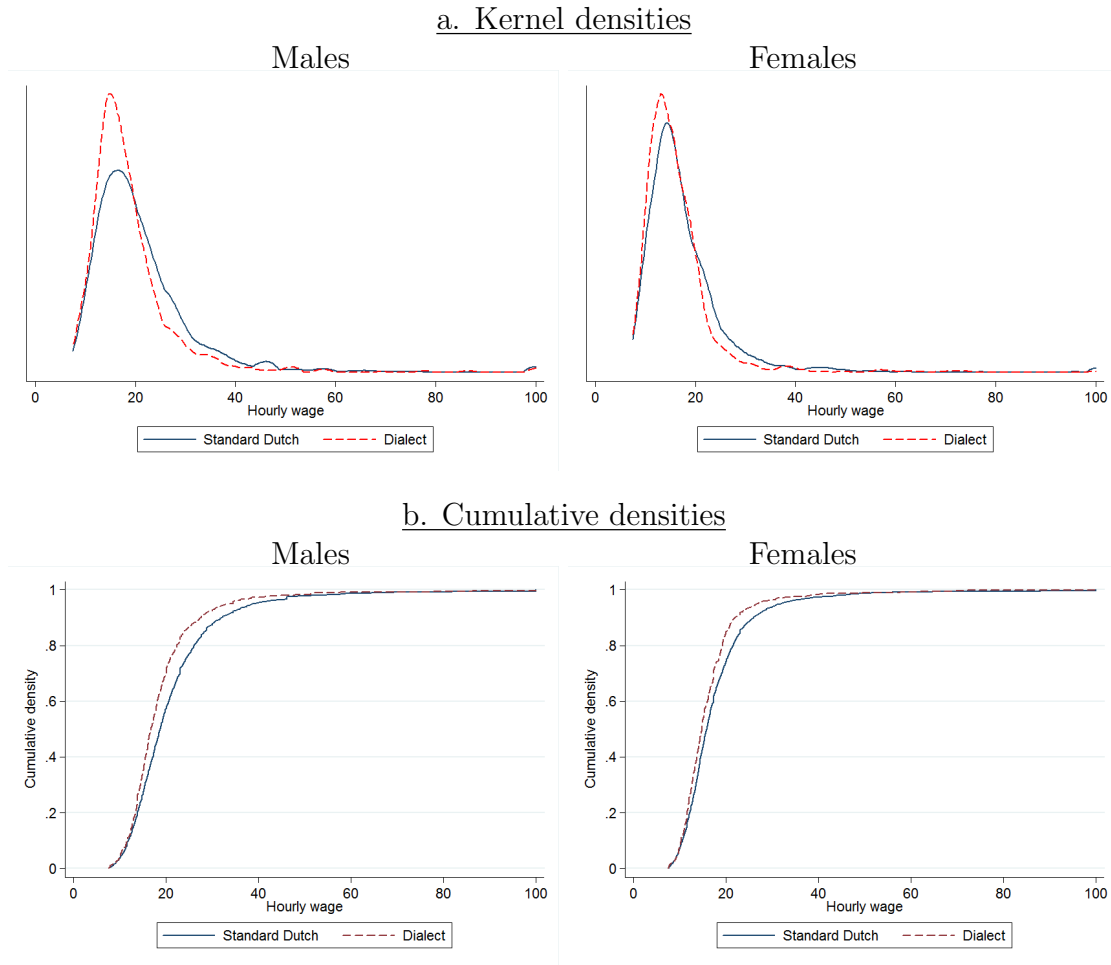 a. Kernel densities
Males
Females
0 20 40 60 80 100
Hourly wage
Standard Dutch Dialect
0 20 40 60 80 100
Hourly wage
Standard Dutch Dialect
b. Cumulative densities
Males
Females
Cumulative density
1
.8
.6
.4
.2
0
0 20 40 60 80 100
Hourly wage
Standard Dutch Dialect
Cumulative density
1
.8
.6
.4
.2
0
0 20 40 60 80 100
Hourly wage
Standard Dutch Dialect